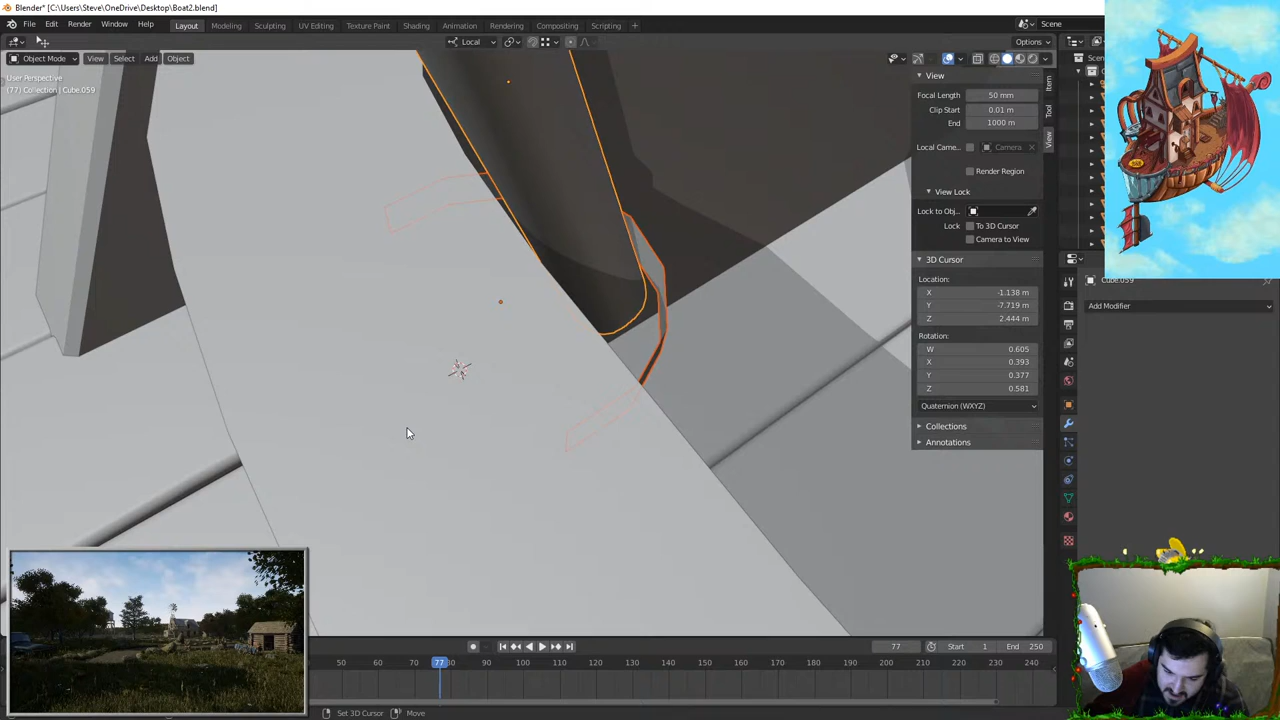 Blender* [C:\Users\Steve\OneDrive\Desktop\Boat2.blend]
File Edit Render Window Help Layout Modeling Sculpting UV Editing Texture Paint Shading Animation Rendering Compositing Scripting + Scene
Local Options
Object Mode View Select Add Object
User Perspective
(77) Collection | Cube.059
View
Focal Length 50 mm
Clip Start 0.01 m
End 1000 m
Local Came.. Camera
Render Region
View Lock
Lock to Obj..
Lock To 3D Cursor
Camera to View
3D Cursor
Location:
X -1.138 m
Y -7.719 m
Z 2.444 m
Rotation:
W 0.605
X 0.393
Y 0.377
Z 0.581
Quaternion (WXYZ)
Collections
Annotations
Item
Tool
View
Cube.059
Add Modifier
77 Start 1 End 250
50 60 70 77 80 90 100 110 120 130 140 150 160 170 180 190 200 210 220 230 240
Set 3D Cursor Move